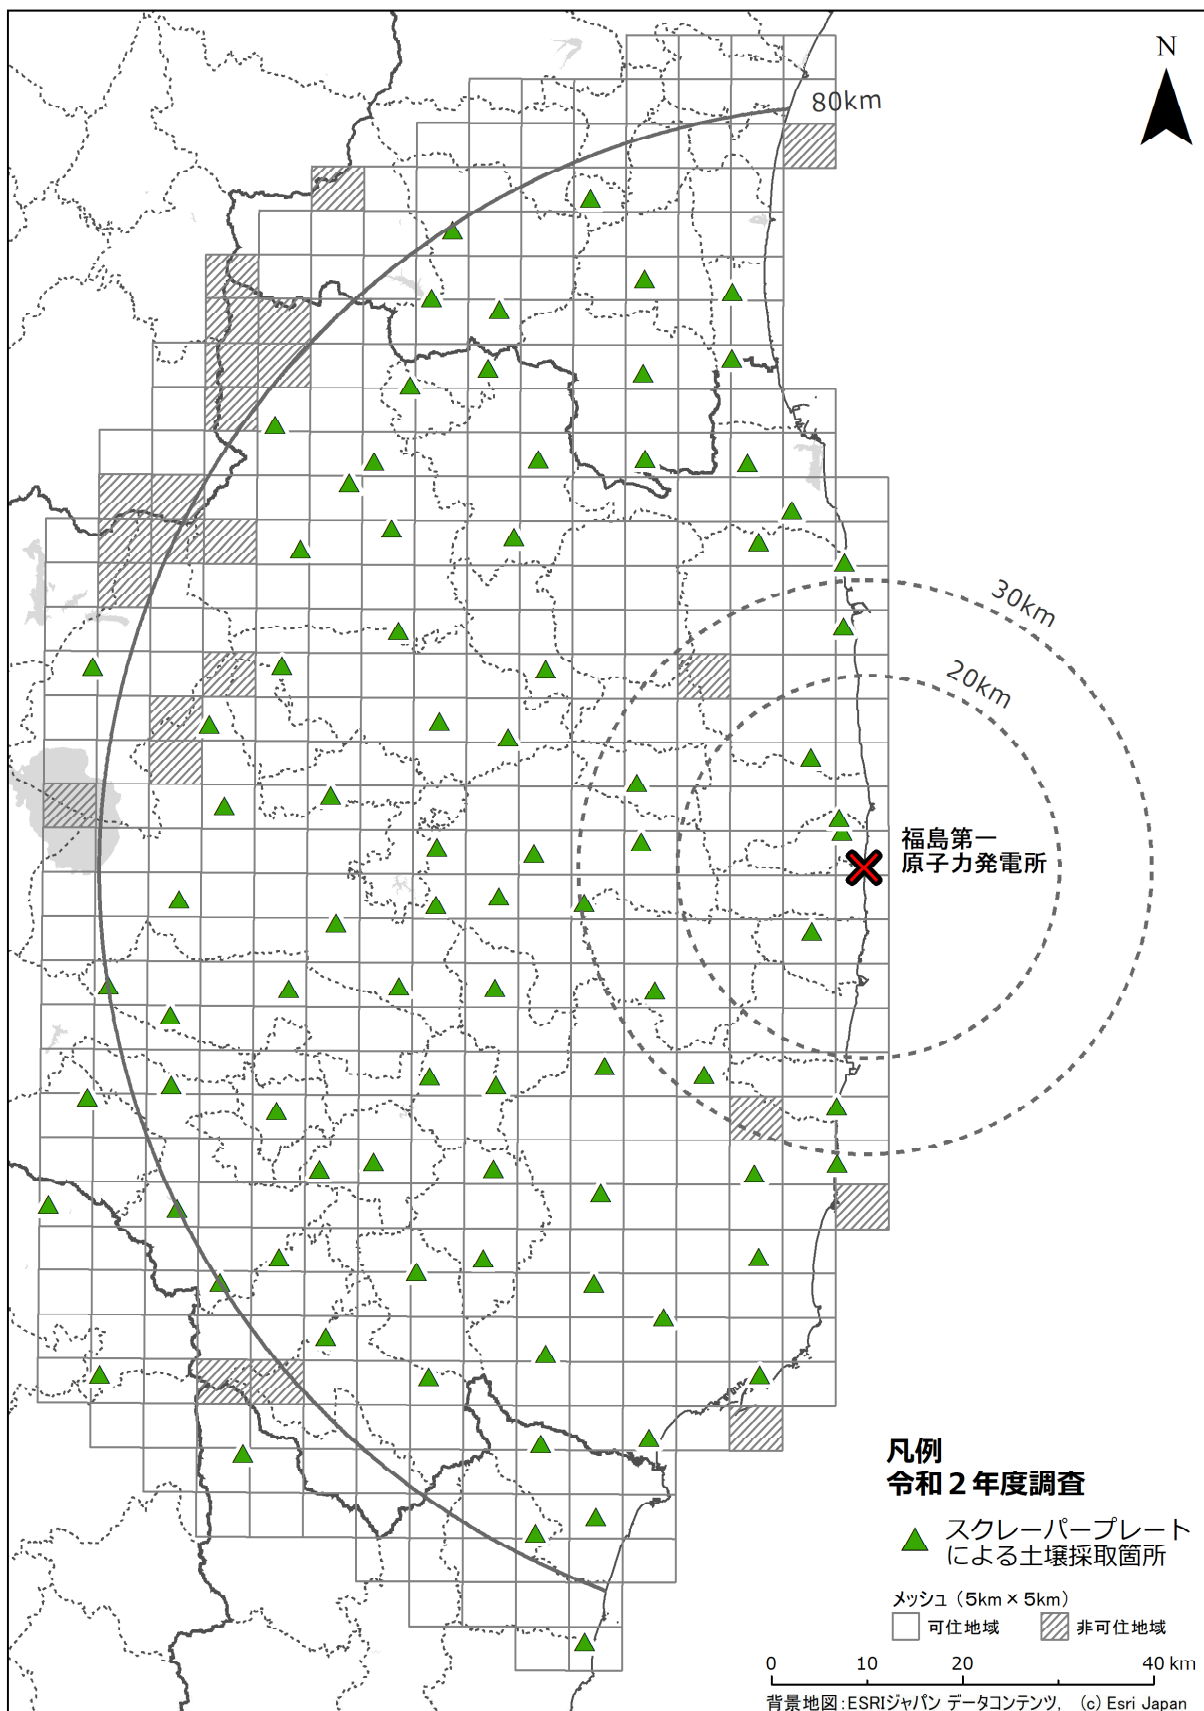 N
80km
30km
20km
福島第一
原子力発電所
凡例
令和２年度調査
スクレーパープレート
による土壌採取箇所
メッシュ（5km×5km）
可住地域
非可住地域
0 10 20 40 km
背景地図：ESRIジャパン データコンテンツ， (c) Esri Japan